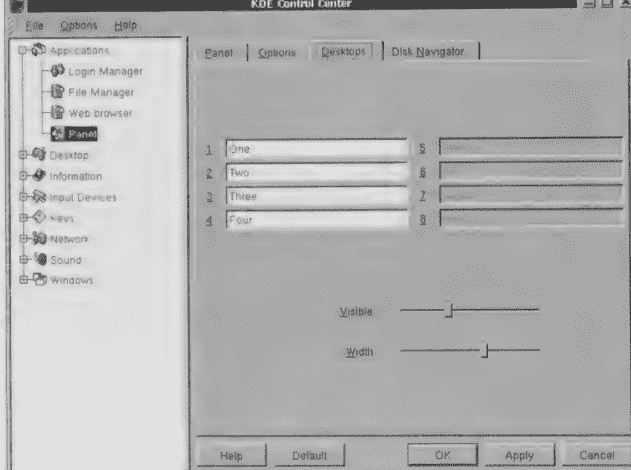 KDE Control Center
File Options Help
Applications
Login Manager
File Manager
Web browser
Panel
Desktop
Information
Input Devices
Keys
Network
Sound
Windows
Panel Options Desktops Disk Navigator
1 One 5
2 Two 6
3 Three 7
4 Four 8
Visible
Width
Help Default OK Apply Cancel